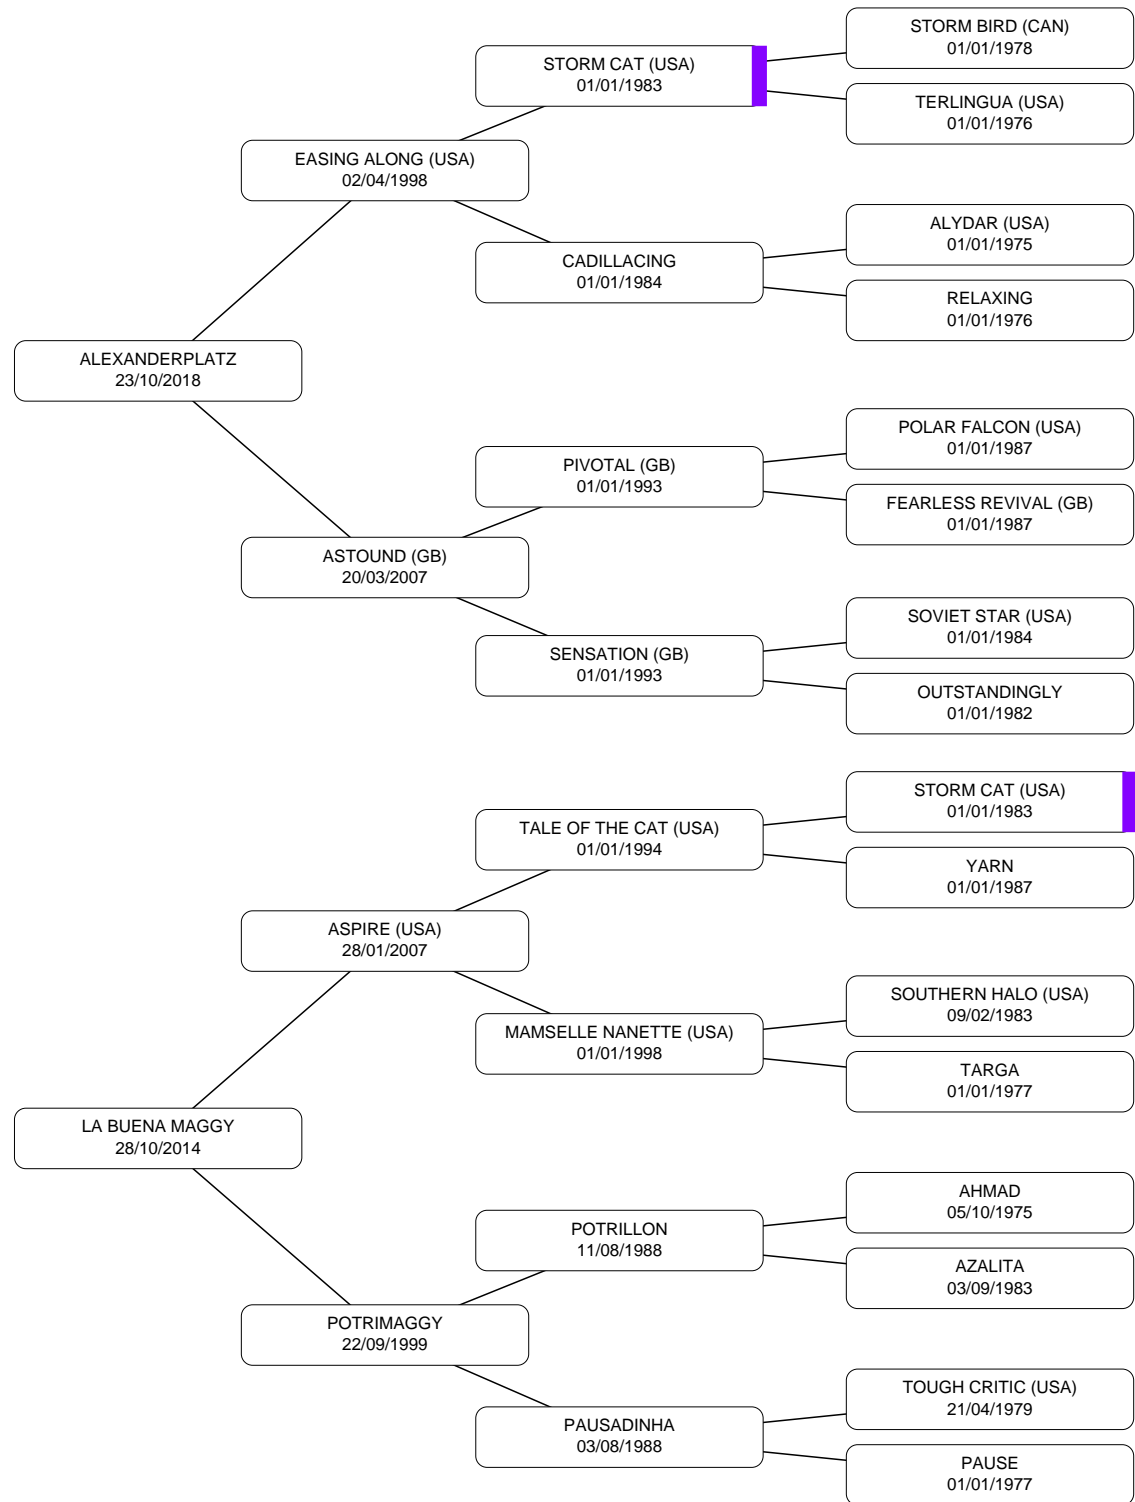 STORM BIRD (CAN)
01/01/1978
STORM CAT (USA)
01/01/1983
TERLINGUA (USA)
01/01/1976
EASING ALONG (USA)
02/04/1998
ALYDAR (USA)
01/01/1975
CADILLACING
01/01/1984
RELAXING
01/01/1976
ALEXANDERPLATZ
23/10/2018
POLAR FALCON (USA)
01/01/1987
PIVOTAL (GB)
01/01/1993
FEARLESS REVIVAL (GB)
01/01/1987
ASTOUND (GB)
20/03/2007
SOVIET STAR (USA)
01/01/1984
SENSATION (GB)
01/01/1993
OUTSTANDINGLY
01/01/1982
STORM CAT (USA)
01/01/1983
TALE OF THE CAT (USA)
01/01/1994
YARN
01/01/1987
ASPIRE (USA)
28/01/2007
SOUTHERN HALO (USA)
09/02/1983
MAMSELLE NANETTE (USA)
01/01/1998
TARGA
01/01/1977
LA BUENA MAGGY
28/10/2014
AHMAD
05/10/1975
POTRILLON
11/08/1988
AZALITA
03/09/1983
POTRIMAGGY
22/09/1999
TOUGH CRITIC (USA)
21/04/1979
PAUSADINHA
03/08/1988
PAUSE
01/01/1977